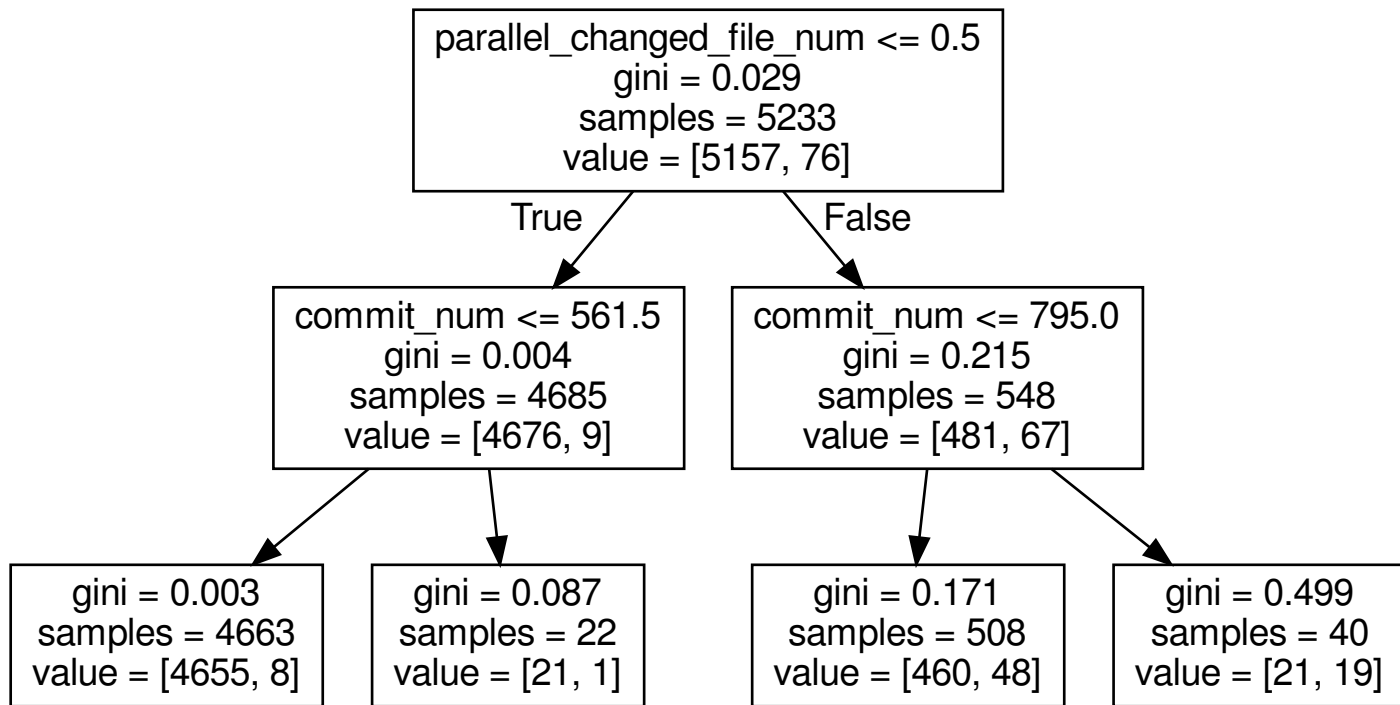 parallel_changed_file_num <= 0.5
gini = 0.029
samples = 5233
value = [5157, 76]
True
False
commit_num <= 561.5
gini = 0.004
samples = 4685
value = [4676, 9]
commit_num <= 795.0
gini = 0.215
samples = 548
value = [481, 67]
gini = 0.003
samples = 4663
value = [4655, 8]
gini = 0.087
samples = 22
value = [21, 1]
gini = 0.171
samples = 508
value = [460, 48]
gini = 0.499
samples = 40
value = [21, 19]